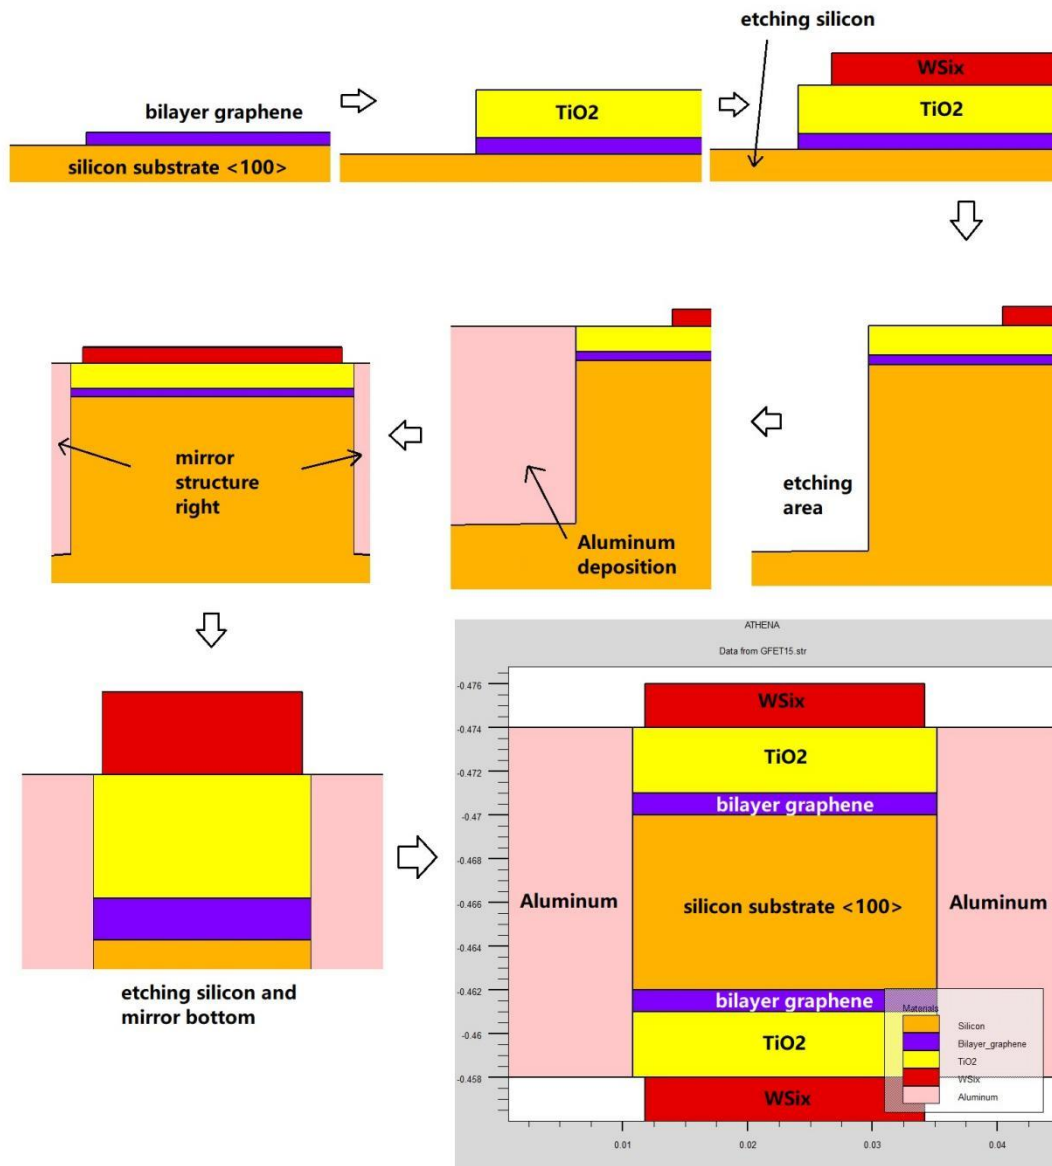 etching silicon
bilayer graphene
silicon substrate <100>
TiO2
WSix
TiO2
mirror
structure
right
Aluminum
deposition
etching
area
etching silicon and
mirror bottom
ATHENA
Data from GFET15.str
-0.476
-0.474
-0.472
-0.47
-0.468
-0.466
-0.464
-0.462
-0.46
-0.458
WSix
TiO2
bilayer graphene
Aluminum
silicon substrate <100>
Aluminum
bilayer graphene
TiO2
WSix
Materials
Silicon
Bilayer_graphene
TiO2
WSix
Aluminum
0.01
0.02
0.03
0.04